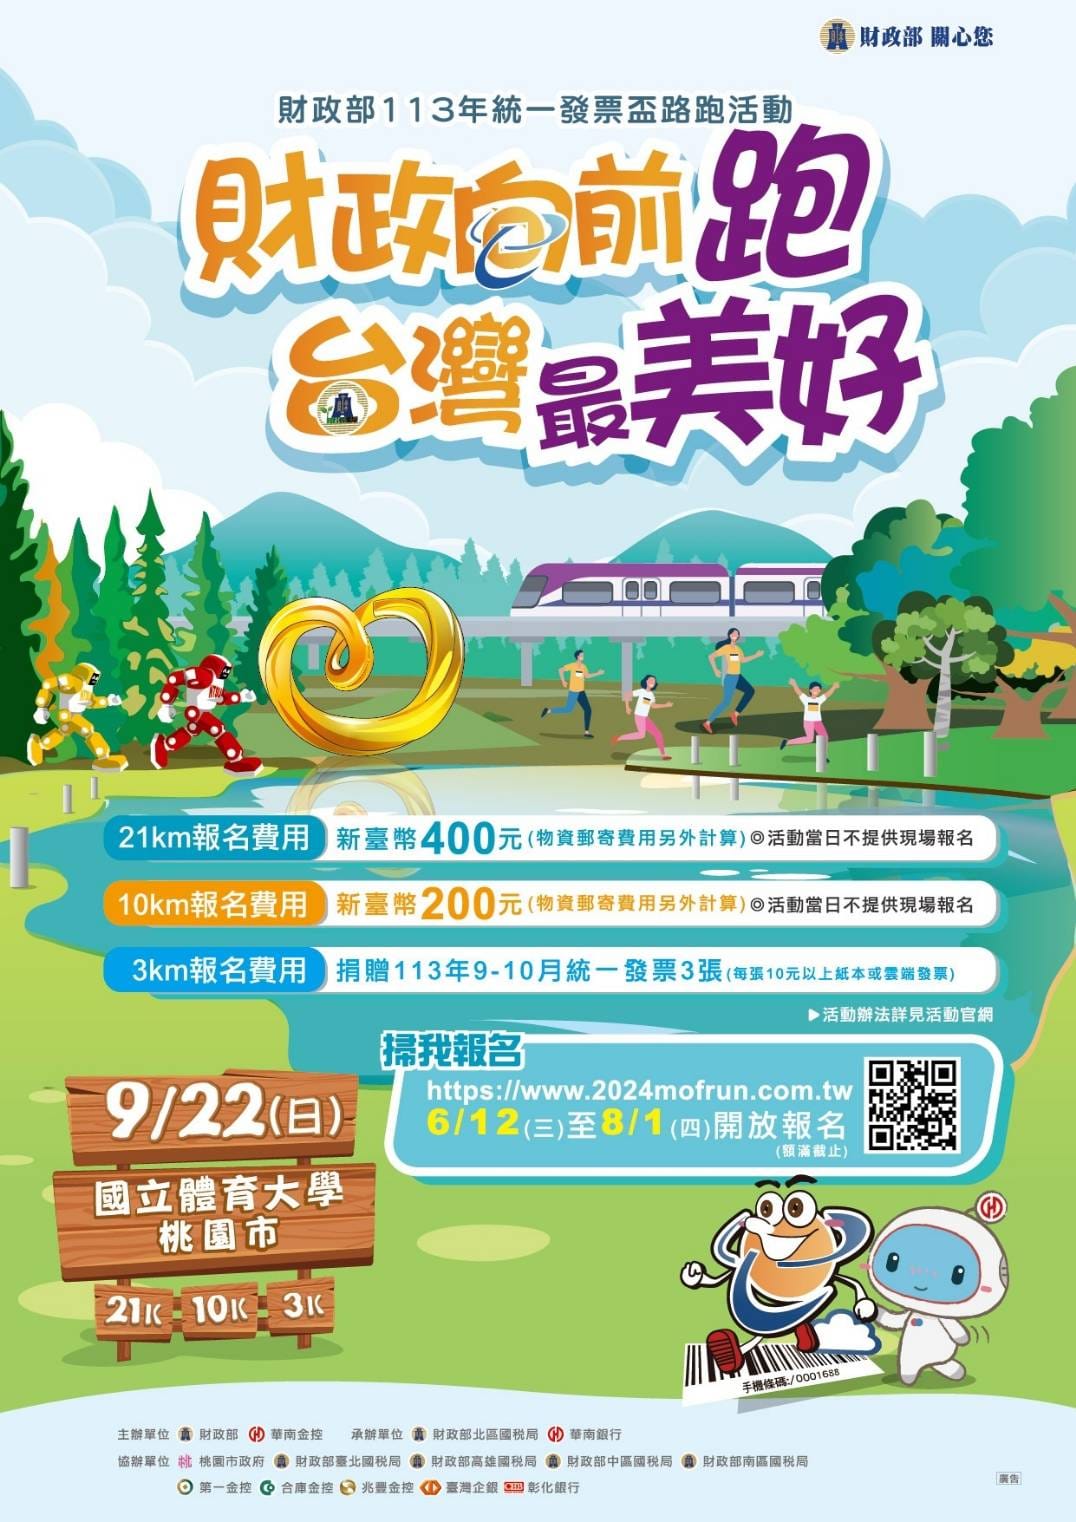 財政部 關心您
財政部113年統一發票盃路跑活動
財政向前跑
台灣最美好
21km報名費用 新臺幣400元(物資郵寄費用另外計算)◎活動當日不提供現場報名
10km報名費用 新臺幣200元(物資郵寄費用另外計算)◎活動當日不提供現場報名
3km報名費用 捐贈113年9-10月統一發票3張(每張10元以上紙本或雲端發票)
▶活動辦法詳見活動官網
掃我報名
https://www.2024mofrun.com.tw
6/12(三)至8/1(四)開放報名
(額滿截止)
9/22(日)
國立體育大學
桃園市
21K 10K 3K
手機條碼:/0001688
主辦單位 財政部 華南金控 承辦單位 財政部北區國稅局 華南銀行
協辦單位 桃園市政府 財政部臺北國稅局 財政部高雄國稅局 財政部中區國稅局 財政部南區國稅局
第一金控 合庫金控 兆豐金控 臺灣企銀 彰化銀行
廣告